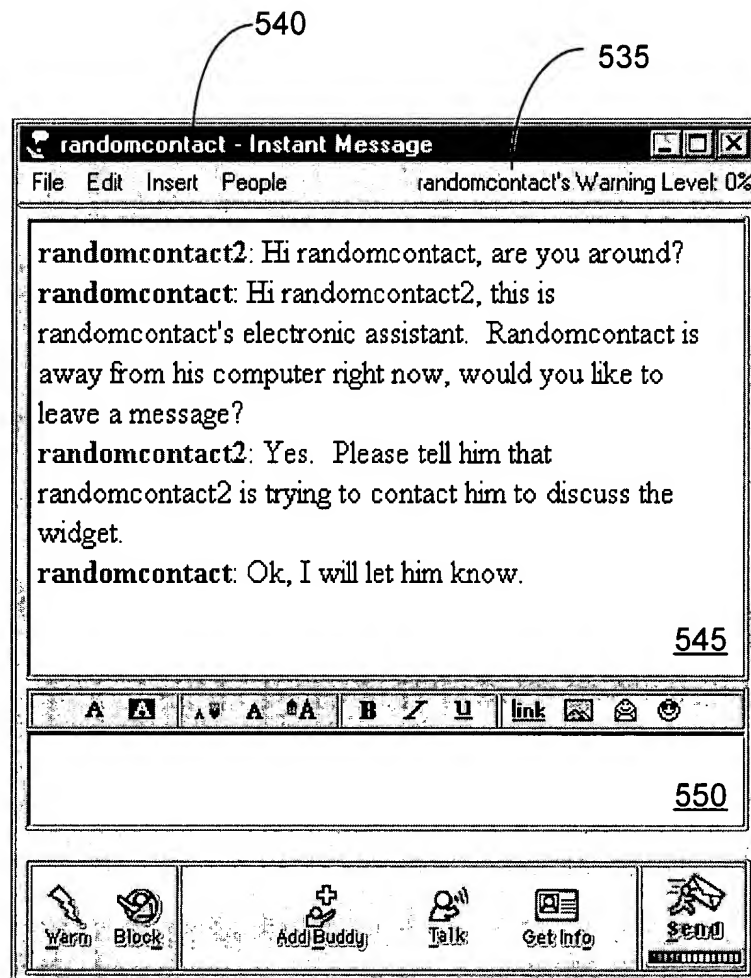 540
535
randomcontact - Instant Message
File Edit Insert People randomcontact's Warning Level: 0%
randomcontact2: Hi randomcontact, are you around?
randomcontact: Hi randomcontact2, this is
randomcontact's electronic assistant. Randomcontact is
away from his computer right now, would you like to
leave a message?
randomcontact2: Yes. Please tell him that
randomcontact2 is trying to contact him to discuss the
widget.
randomcontact: Ok, I will let him know.
545
A A A A A B I U link
550
Warn Block Add Buddy Talk Get Info Send